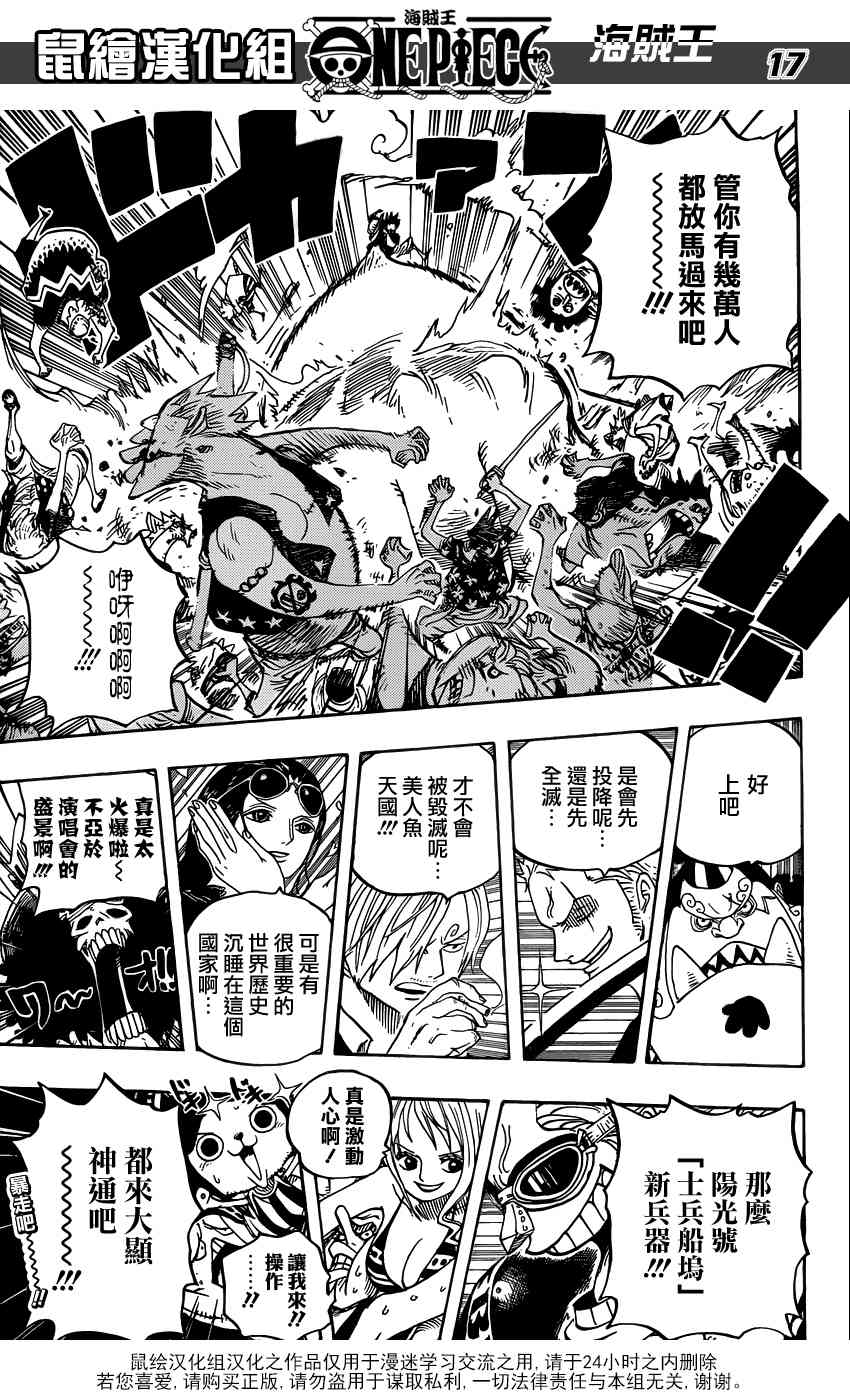 鼠繪漢化組
海賊王
ONE PIECE
海賊王
17
ドカァン!!
管你有幾萬人
都放馬過來吧
~~~~!!!
咿呀啊啊啊
~~~~!!!
好
上吧
是會先
投降呢…
還是先
全滅…
才不會
被毀滅呢…
美人魚
天國!!!
可是有
很重要的
世界歷史
沉睡在這個
國家啊…
真是太
火爆啦~
不亞於
演唱會的
盛景啊!!!
那麼
陽光號
「士兵船塢」
新兵器!!!
真是激動
人心啊!
讓我來!!
操作
ドキ
ドキ
都來大顯
神通吧
~~~!!!
暴走吧
~~~!!!
鼠绘汉化组汉化之作品仅用于漫迷学习交流之用,请于24小时之内删除
若您喜爱,请购买正版,请勿盗用于谋取私利,一切法律责任与本组无关,谢谢。